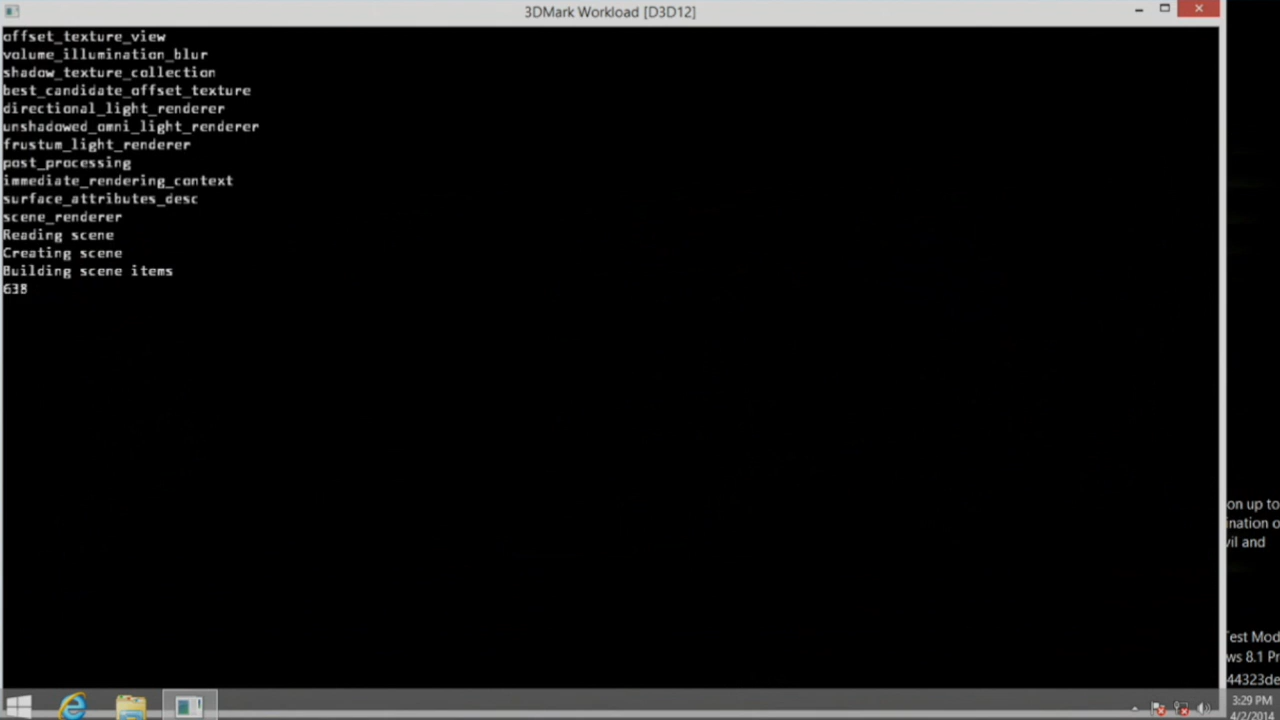 3DMark Workload [D3D12]
offset_texture_view
volume_illumination_blur
shadow_texture_collection
best_candidate_offset_texture
directional_light_renderer
unshadowed_omni_light_renderer
frustum_light_renderer
post_processing
immediate_rendering_context
surface_attributes_desc
scene_renderer
Reading scene
Creating scene
Building scene items
638
on up to
ination o
vil and
Test Mod
ws 8.1 Pr
44323de
3:29 PM
4/2/2014